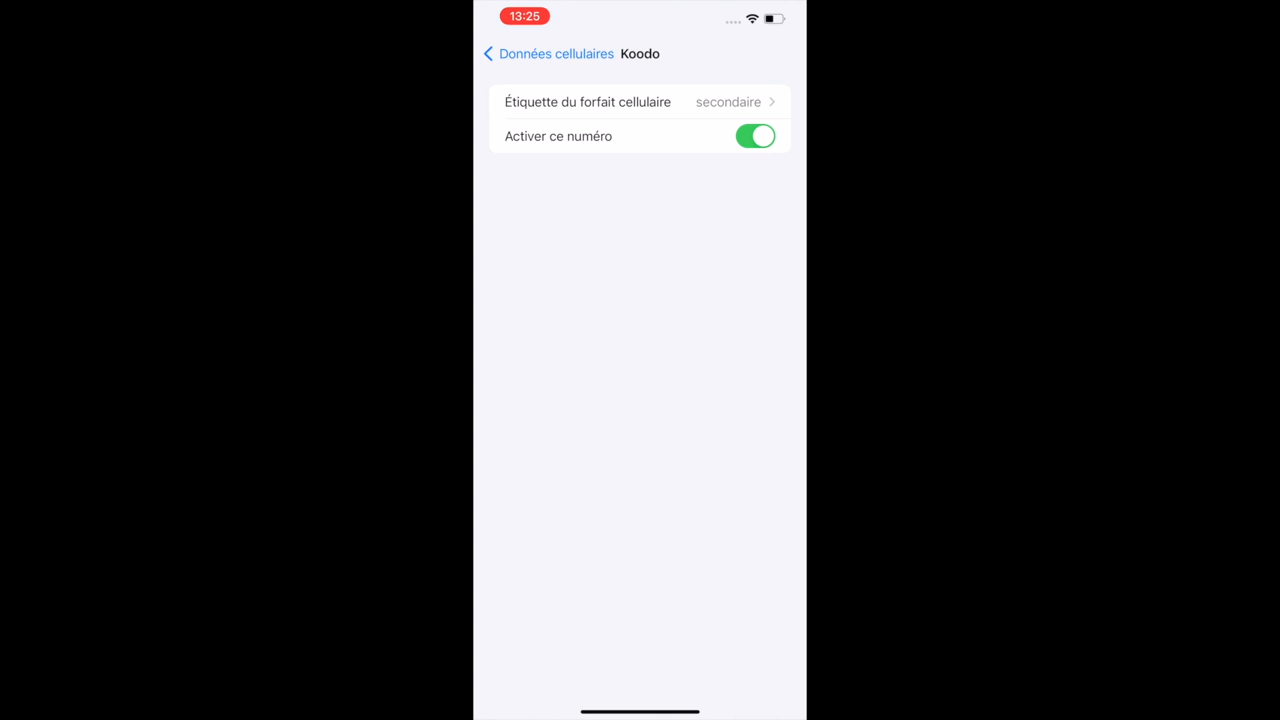 13:25
Données cellulaires Koodo
Étiquette du forfait cellulaire secondaire
Activer ce numéro